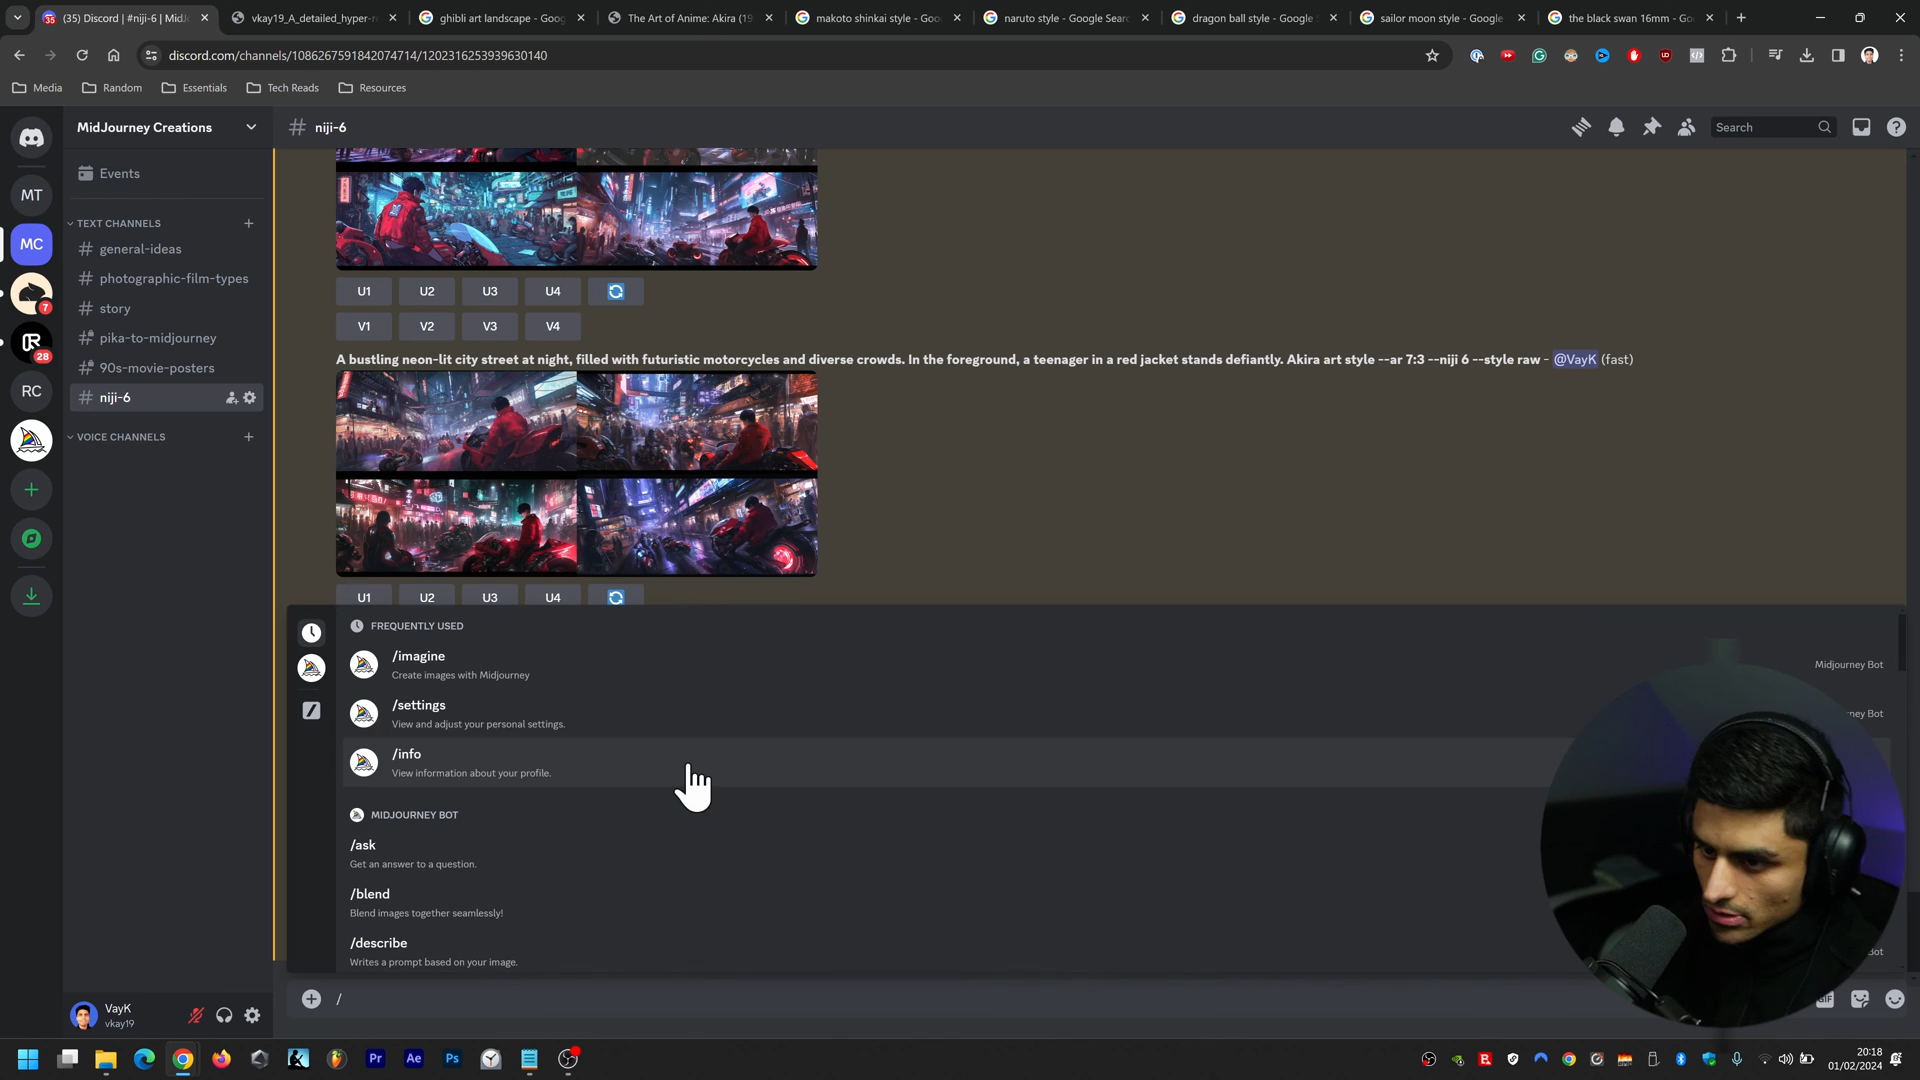 (35) Discord | #niji-6 | MidJ
vkay19_A_detailed_hyper-r
ghibli art landscape - Goog
The Art of Anime: Akira (19
makoto shinkai style - Goo
naruto style - Google Searc
dragon ball style - Google
sailor moon style - Google
the black swan 16mm - Go
discord.com/channels/1086267591842074714/1202316253939630140
Media
Random
Essentials
Tech Reads
Resources
MidJourney Creations
# niji-6
Search
Events
TEXT CHANNELS
general-ideas
photographic-film-types
story
pika-to-midjourney
90s-movie-posters
niji-6
VOICE CHANNELS
MT
MC
7
28
RC
U1 U2 U3 U4
V1 V2 V3 V4
A bustling neon-lit city street at night, filled with futuristic motorcycles and diverse crowds. In the foreground, a teenager in a red jacket stands defiantly. Akira art style --ar 7:3 --niji 6 --style raw - @VayK (fast)
U1 U2 U3 U4
FREQUENTLY USED
/imagine
Create images with Midjourney
Midjourney Bot
/settings
View and adjust your personal settings.
ney Bot
/info
View information about your profile.
MIDJOURNEY BOT
/ask
Get an answer to a question.
/blend
Blend images together seamlessly!
/describe
Writes a prompt based on your image.
ot
/
GIF
VayK
vkay19
Pr
Ae
Ps
20:18
01/02/2024